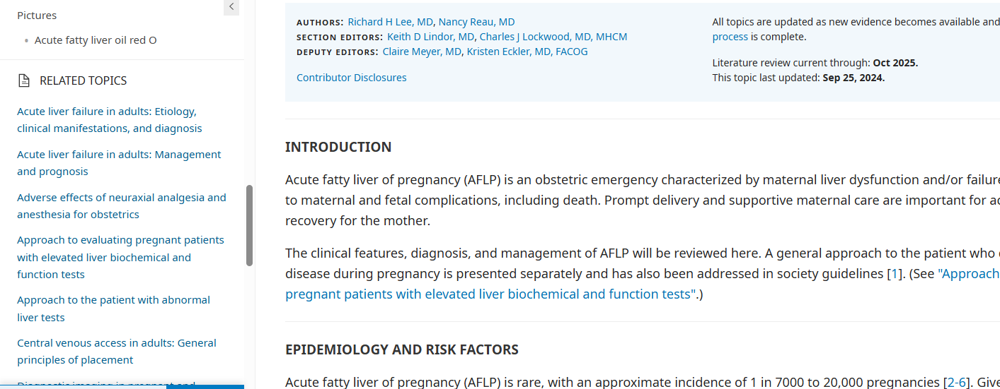 Pictures
Acute fatty liver oil red O
RELATED TOPICS
Acute liver failure in adults: Etiology,
clinical manifestations, and diagnosis
Acute liver failure in adults: Management
and prognosis
Adverse effects of neuraxial analgesia and
anesthesia for obstetrics
Approach to evaluating pregnant patients
with elevated liver biochemical and
function tests
Approach to the patient with abnormal
liver tests
Central venous access in adults: General
principles of placement
Diagnostic imaging in pregnant and
AUTHORS: Richard H Lee, MD, Nancy Reau, MD
SECTION EDITORS: Keith D Lindor, MD, Charles J Lockwood, MD, MHCM
DEPUTY EDITORS: Claire Meyer, MD, Kristen Eckler, MD, FACOG
Contributor Disclosures
All topics are updated as new evidence becomes available and
process is complete.
Literature review current through: Oct 2025.
This topic last updated: Sep 25, 2024.
INTRODUCTION
Acute fatty liver of pregnancy (AFLP) is an obstetric emergency characterized by maternal liver dysfunction and/or failure
to maternal and fetal complications, including death. Prompt delivery and supportive maternal care are important for
recovery for the mother.
The clinical features, diagnosis, and management of AFLP will be reviewed here. A general approach to the patient who
disease during pregnancy is presented separately and has also been addressed in society guidelines [1]. (See "Approach
pregnant patients with elevated liver biochemical and function tests".)
EPIDEMIOLOGY AND RISK FACTORS
Acute fatty liver of pregnancy (AFLP) is rare, with an approximate incidence of 1 in 7000 to 20,000 pregnancies [2-6].